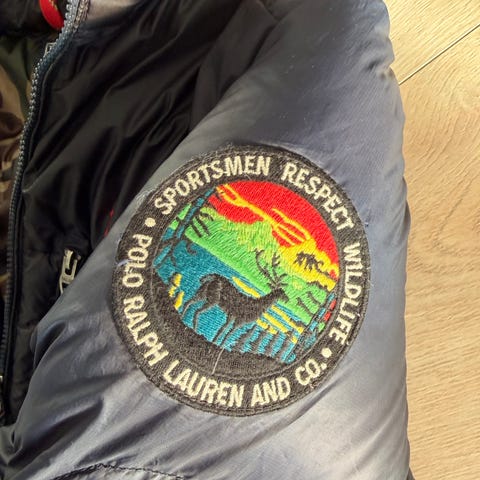 • SPORTSMEN RESPECT WILDLIFE •
POLO RALPH LAUREN AND CO.